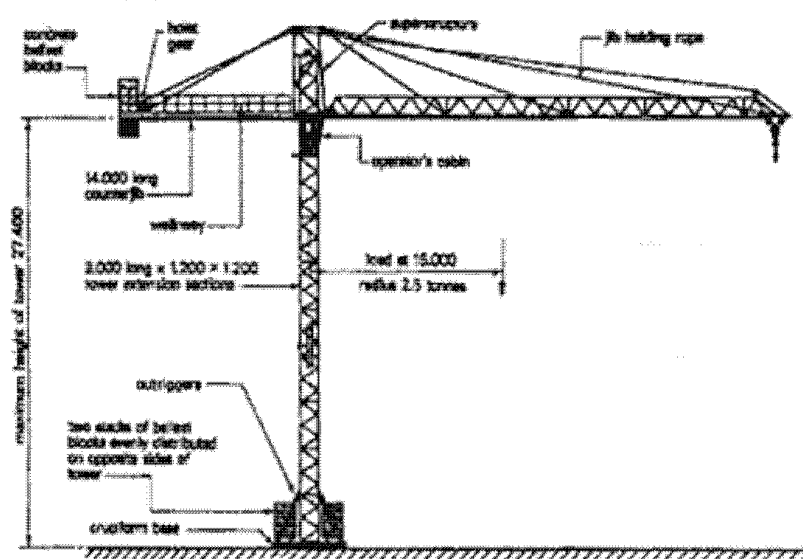 concrete
ballast
blocks
hoist
gear
superstructure
jib holding rope
operator's cabin
14.000 long
counterjib
walkway
3.000 long x 1.200 x 1.200
tower extension sections
load at 15.000
radius 2.5 tonnes
maximum height of tower 27.400
outriggers
two stacks of ballast
blocks evenly distributed
on opposite sides of
tower
cruciform base